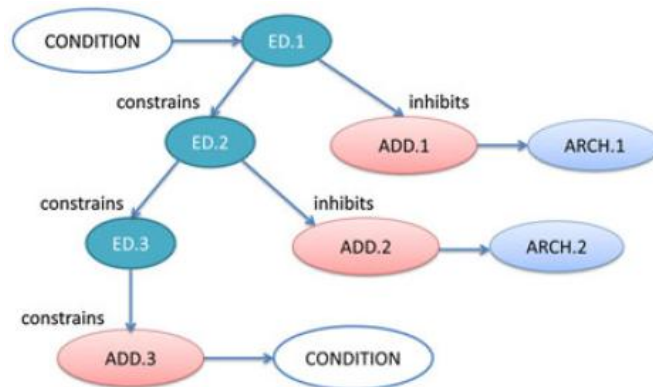 CONDITION
ED.1
constrains
inhibits
ED.2
ADD.1
ARCH.1
constrains
inhibits
ED.3
ADD.2
ARCH.2
constrains
ADD.3
CONDITION